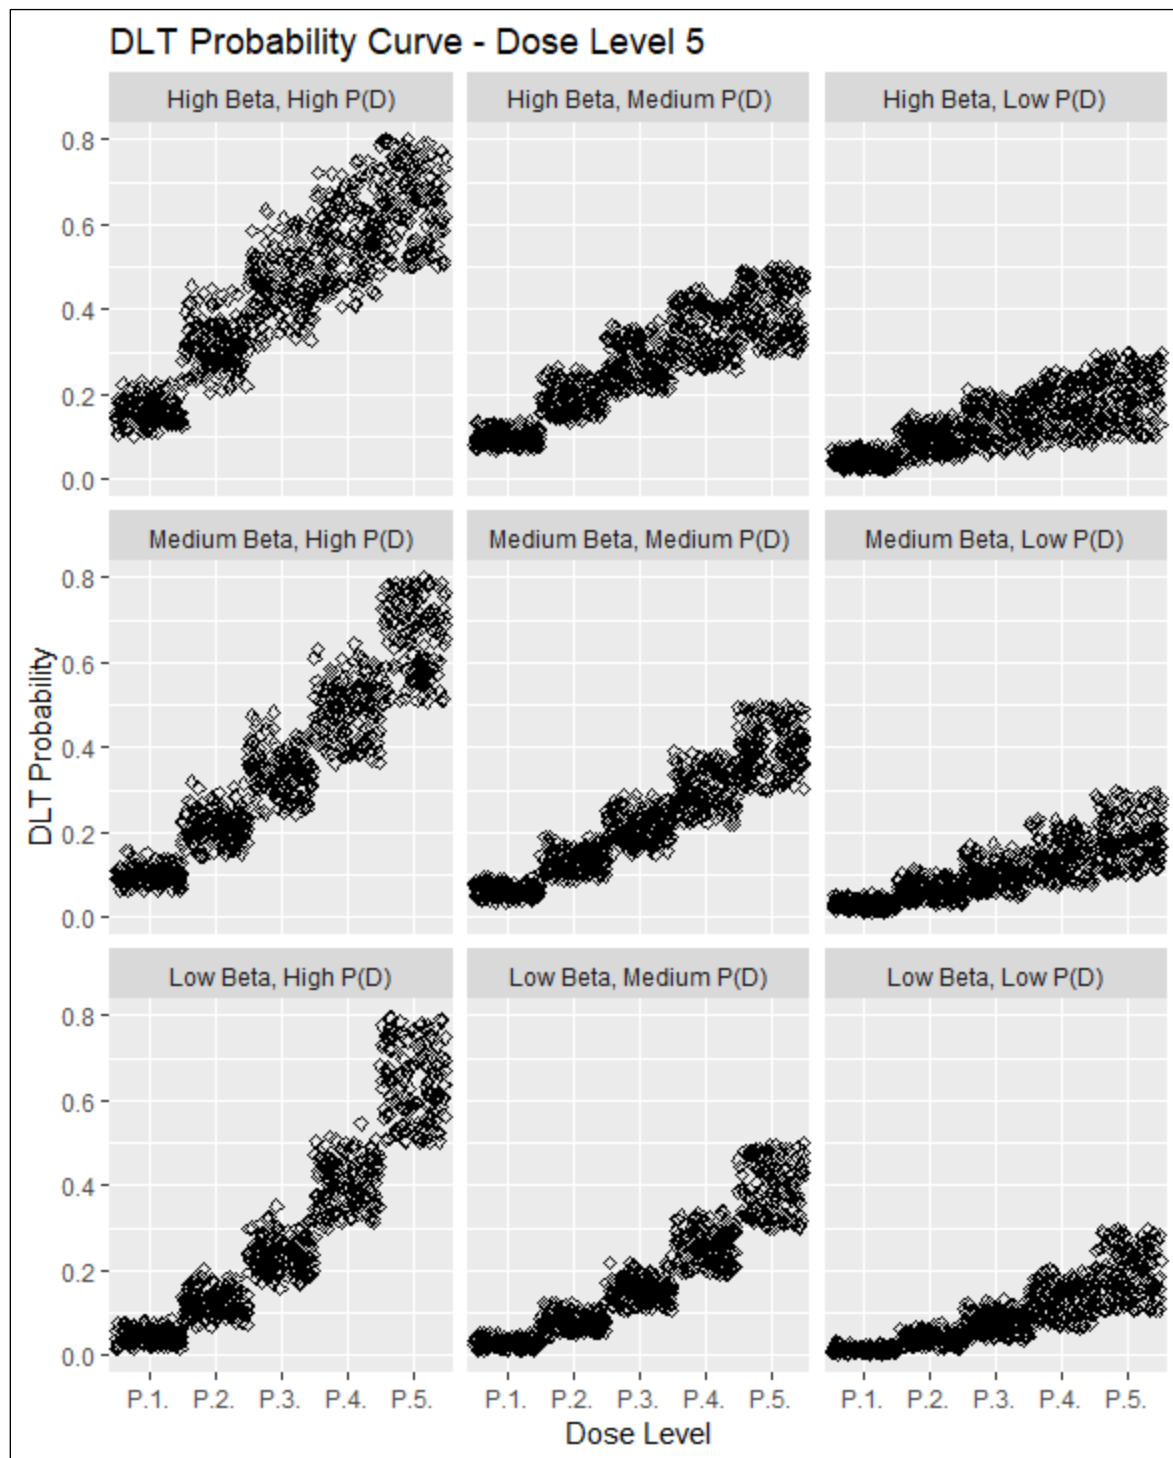 DLT Probability Curve - Dose Level 5
High Beta, High P(D)
High Beta, Medium P(D)
High Beta, Low P(D)
0.8
0.6
0.4
0.2
0.0
Medium Beta, High P(D)
Medium Beta, Medium P(D)
Medium Beta, Low P(D)
DLT Probability
0.8
0.6
0.4
0.2
0.0
Low Beta, High P(D)
Low Beta, Medium P(D)
Low Beta, Low P(D)
0.8
0.6
0.4
0.2
0.0
P.1. P.2. P.3. P.4. P.5.
P.1. P.2. P.3. P.4. P.5.
P.1. P.2. P.3. P.4. P.5.
Dose Level